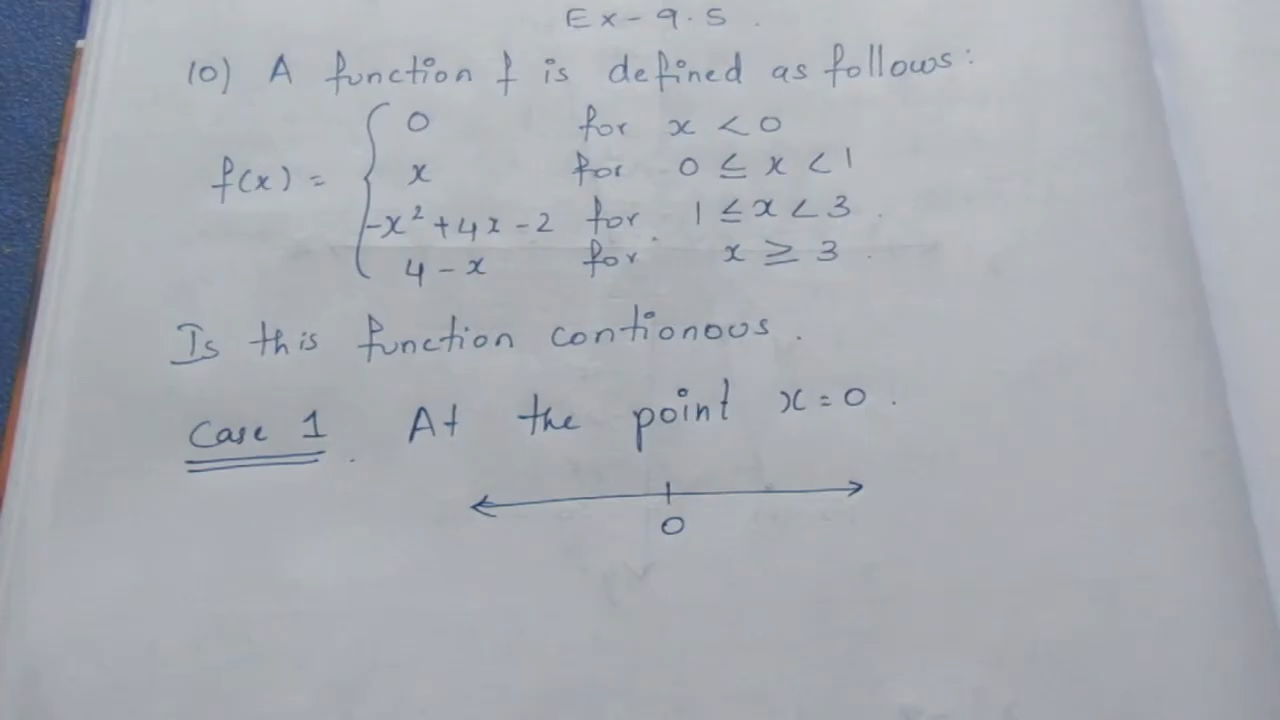 Ex-9.5.
10) A function f is defined as follows:
f(x) = { 0 for x < 0
x for 0 ≤ x < 1
-x² + 4x - 2 for 1 ≤ x < 3.
4 - x for x ≥ 3.
Is this function contionous.
Case 1. At the point x = 0.
0